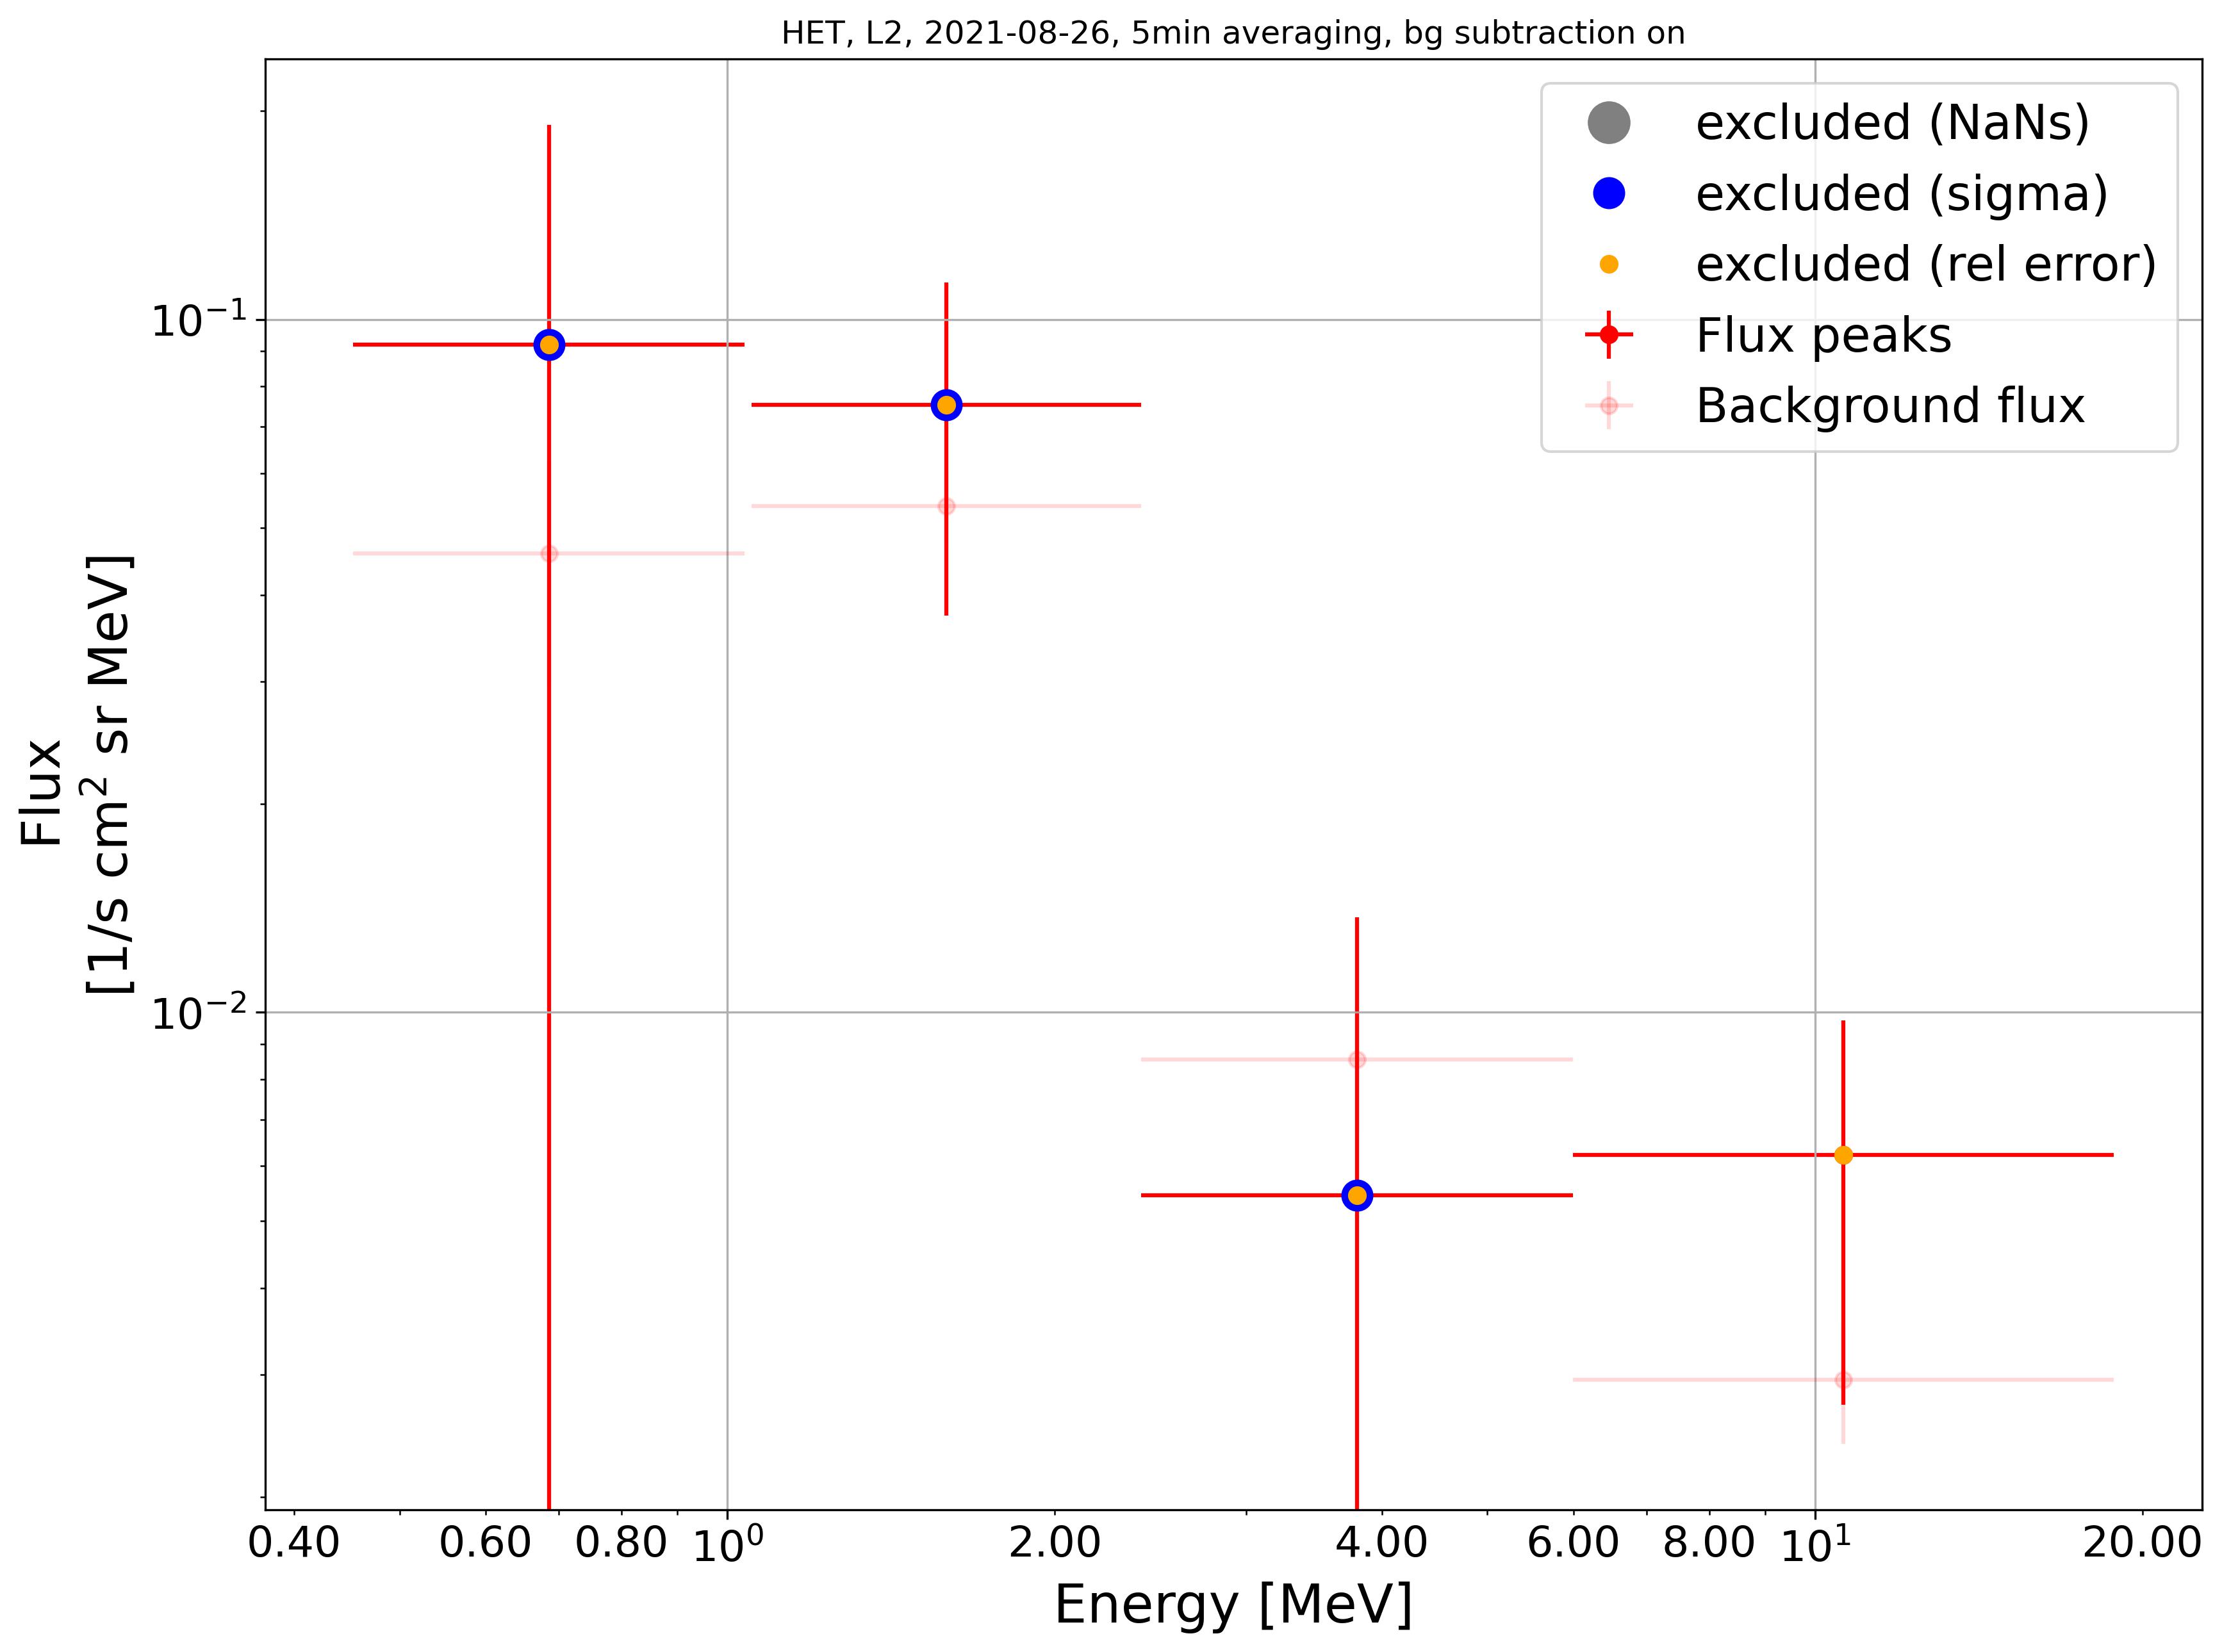 HET, L2, 2021-08-26, 5min averaging, bg subtraction on
excluded (NaNs)
excluded (sigma)
excluded (rel error)
Flux peaks
Background flux
10⁻¹
10⁻²
Flux
[1/s cm² sr MeV]
0.40 0.60 0.80 10⁰ 2.00 4.00 6.00 8.00 10¹ 20.00
Energy [MeV]